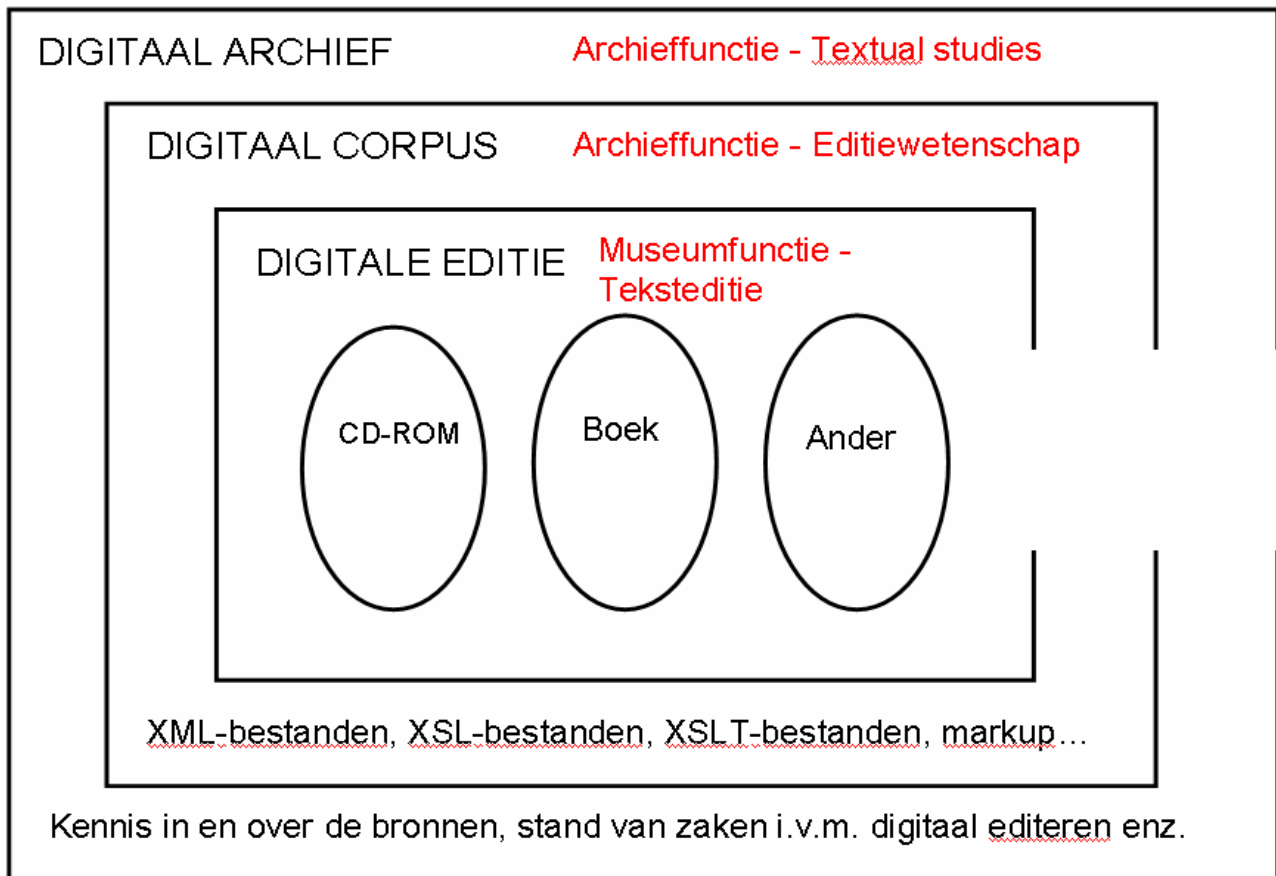 DIGITAAL ARCHIEF
Archieffunctie - Textual studies
DIGITAAL CORPUS
Archieffunctie - Editiewetenschap
DIGITALE EDITIE
Museumfunctie -
Teksteditie
CD-ROM
Boek
Ander
XML-bestanden, XSL-bestanden, XSLT-bestanden, markup...
Kennis in en over de bronnen, stand van zaken i.v.m. digitaal editeren enz.